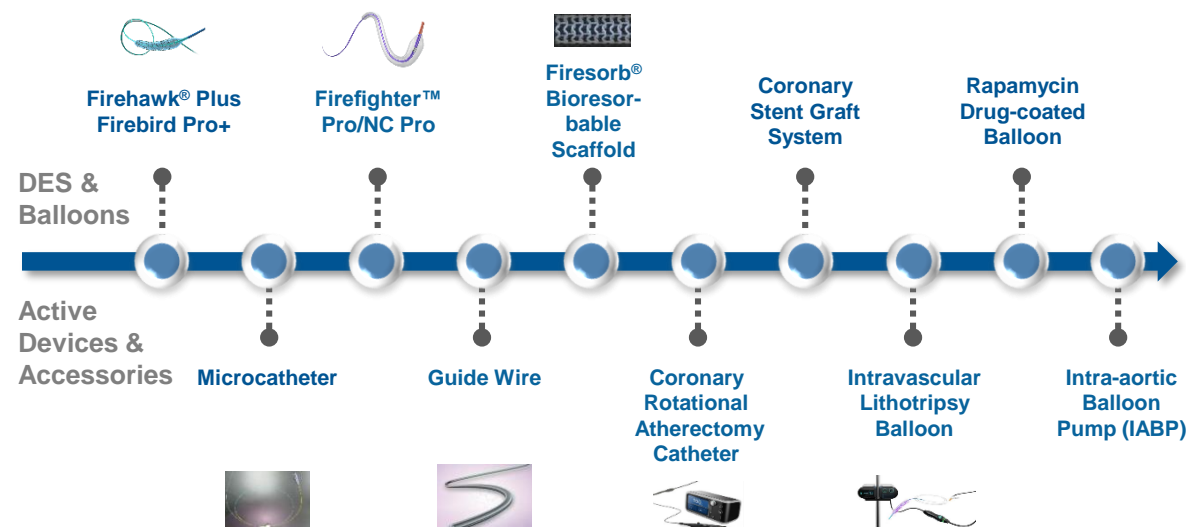 Firehawk® Plus
Firebird Pro+
Firefighter™
Pro/NC Pro
Firesorb®
Bioresor-
bable
Scaffold
Coronary
Stent Graft
System
Rapamycin
Drug-coated
Balloon
DES &
Balloons
Active
Devices &
Accessories
Microcatheter
Guide Wire
Coronary
Rotational
Atherectomy
Catheter
Intravascular
Lithotripsy
Balloon
Intra-aortic
Balloon
Pump (IABP)